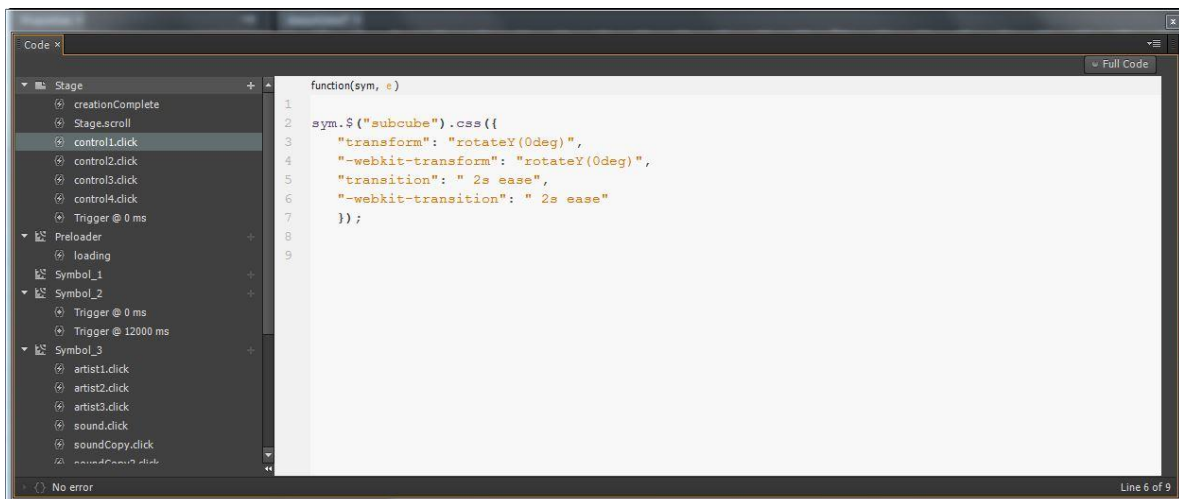 Code ×
Full Code
Stage
creationComplete
Stage.scroll
control1.click
control2.click
control3.click
control4.click
Trigger @ 0 ms
Preloader
loading
Symbol_1
Symbol_2
Trigger @ 0 ms
Trigger @ 12000 ms
Symbol_3
artist1.click
artist2.click
artist3.click
sound.click
soundCopy.click
function(sym, e)
1
2 sym.$("subcube").css({
3 "transform": "rotateY(0deg)",
4 "-webkit-transform": "rotateY(0deg)",
5 "transition": " 2s ease",
6 "-webkit-transition": " 2s ease"
7 });
8
9
{} No error
Line 6 of 9